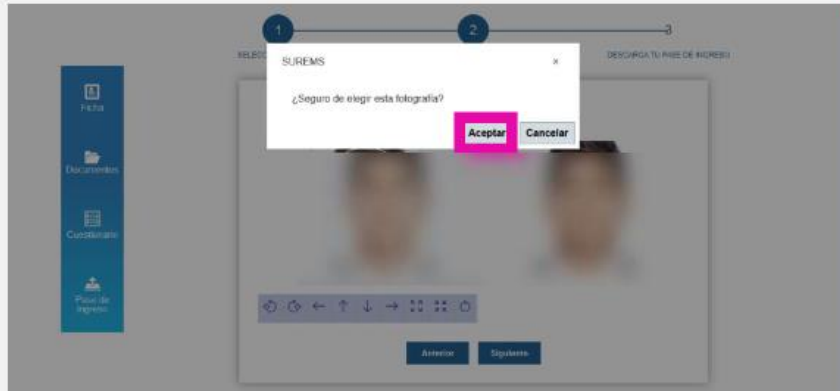 1
2
3
DESCARGA TU PASE DE INGRESO
SUREMS
×
¿Seguro de elegir esta fotografía?
Aceptar
Cancelar
Ficha
Documentos
Cuestionario
Pase de
Ingreso
Anterior
Siguiente